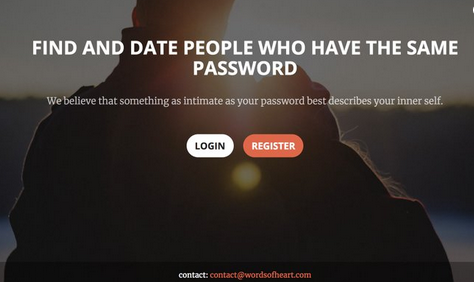 FIND AND DATE PEOPLE WHO HAVE THE SAME
PASSWORD
We believe that something as intimate as your password best describes your inner self.
LOGIN
REGISTER
contact: contact@wordsofheart.com